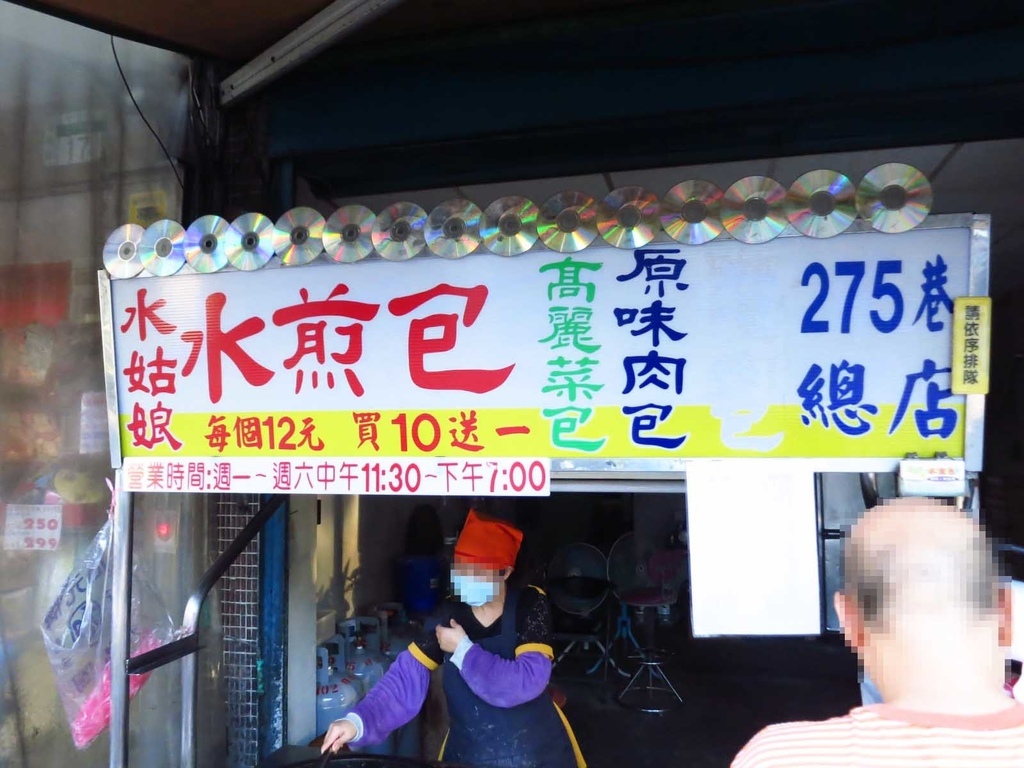 水姑娘
水煎包
每個12元 買10送一
高麗菜包
原味肉包
包
275巷
總店
請依序排隊
營業時間:週一~週六中午11:30~下午7:00
250
299